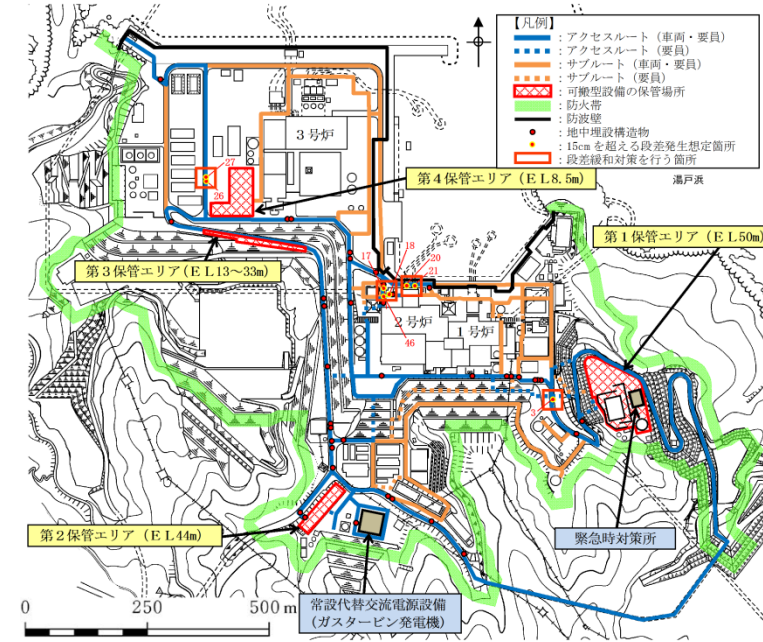 【凡例】
：アクセスルート（車両・要員）
：アクセスルート（要員）
：サブルート（車両・要員）
：サブルート（要員）
：可搬型設備の保管場所
：防火帯
：防波壁
：地中埋設構造物
：15cmを超える段差発生想定箇所
：段差緩和対策を行う箇所
湯戸浜
3号炉
27
26
第4保管エリア（EL8.5m）
第1保管エリア（EL50m）
第3保管エリア（EL13～33m）
17
18
20
21
46
2号炉
1号炉
3
第2保管エリア（EL44m）
緊急時対策所
常設代替交流電源設備
(ガスタービン発電機)
0 250 500 m